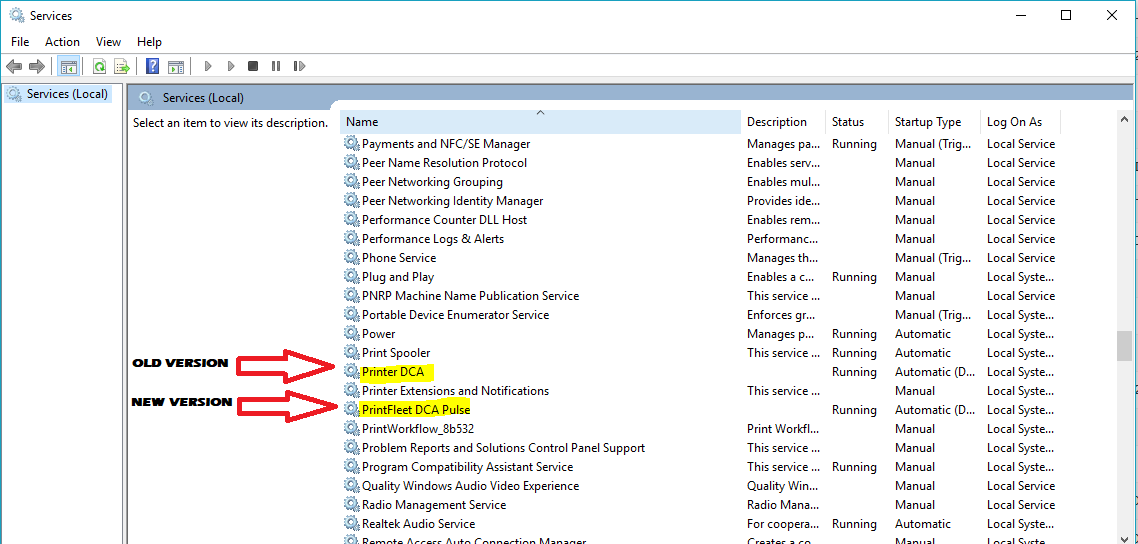 Services
File Action View Help
Services (Local)
Services (Local)
Select an item to view its description.
Name Description Status Startup Type Log On As
Payments and NFC/SE Manager Manages pa... Running Manual (Trig... Local Service
Peer Name Resolution Protocol Enables serv... Manual Local Service
Peer Networking Grouping Enables mul... Manual Local Service
Peer Networking Identity Manager Provides ide... Manual Local Service
Performance Counter DLL Host Enables rem... Manual Local Service
Performance Logs & Alerts Performanc... Manual Local Service
Phone Service Manages th... Manual (Trig... Local Service
Plug and Play Enables a c... Running Manual Local Syste...
PNRP Machine Name Publication Service This service ... Manual Local Service
Portable Device Enumerator Service Enforces gr... Manual (Trig... Local Syste...
Power Manages p... Running Automatic Local Syste...
Print Spooler This service ... Running Automatic Local Syste...
OLD VERSION
Printer DCA Running Automatic (D... Local Syste...
Printer Extensions and Notifications This service ... Manual Local Syste...
NEW VERSION
PrintFleet DCA Pulse Running Automatic (D... Local Syste...
PrintWorkflow_8b532 Print Workfl... Manual Local Syste...
Problem Reports and Solutions Control Panel Support This service ... Manual Local Syste...
Program Compatibility Assistant Service This service ... Running Manual Local Syste...
Quality Windows Audio Video Experience Quality Win... Manual Local Service
Radio Management Service Radio Mana... Manual Local Service
Realtek Audio Service For coopera... Running Automatic Local Syste...
Remote Access Auto Connection Manager Creates a co... Manual Local Syste...